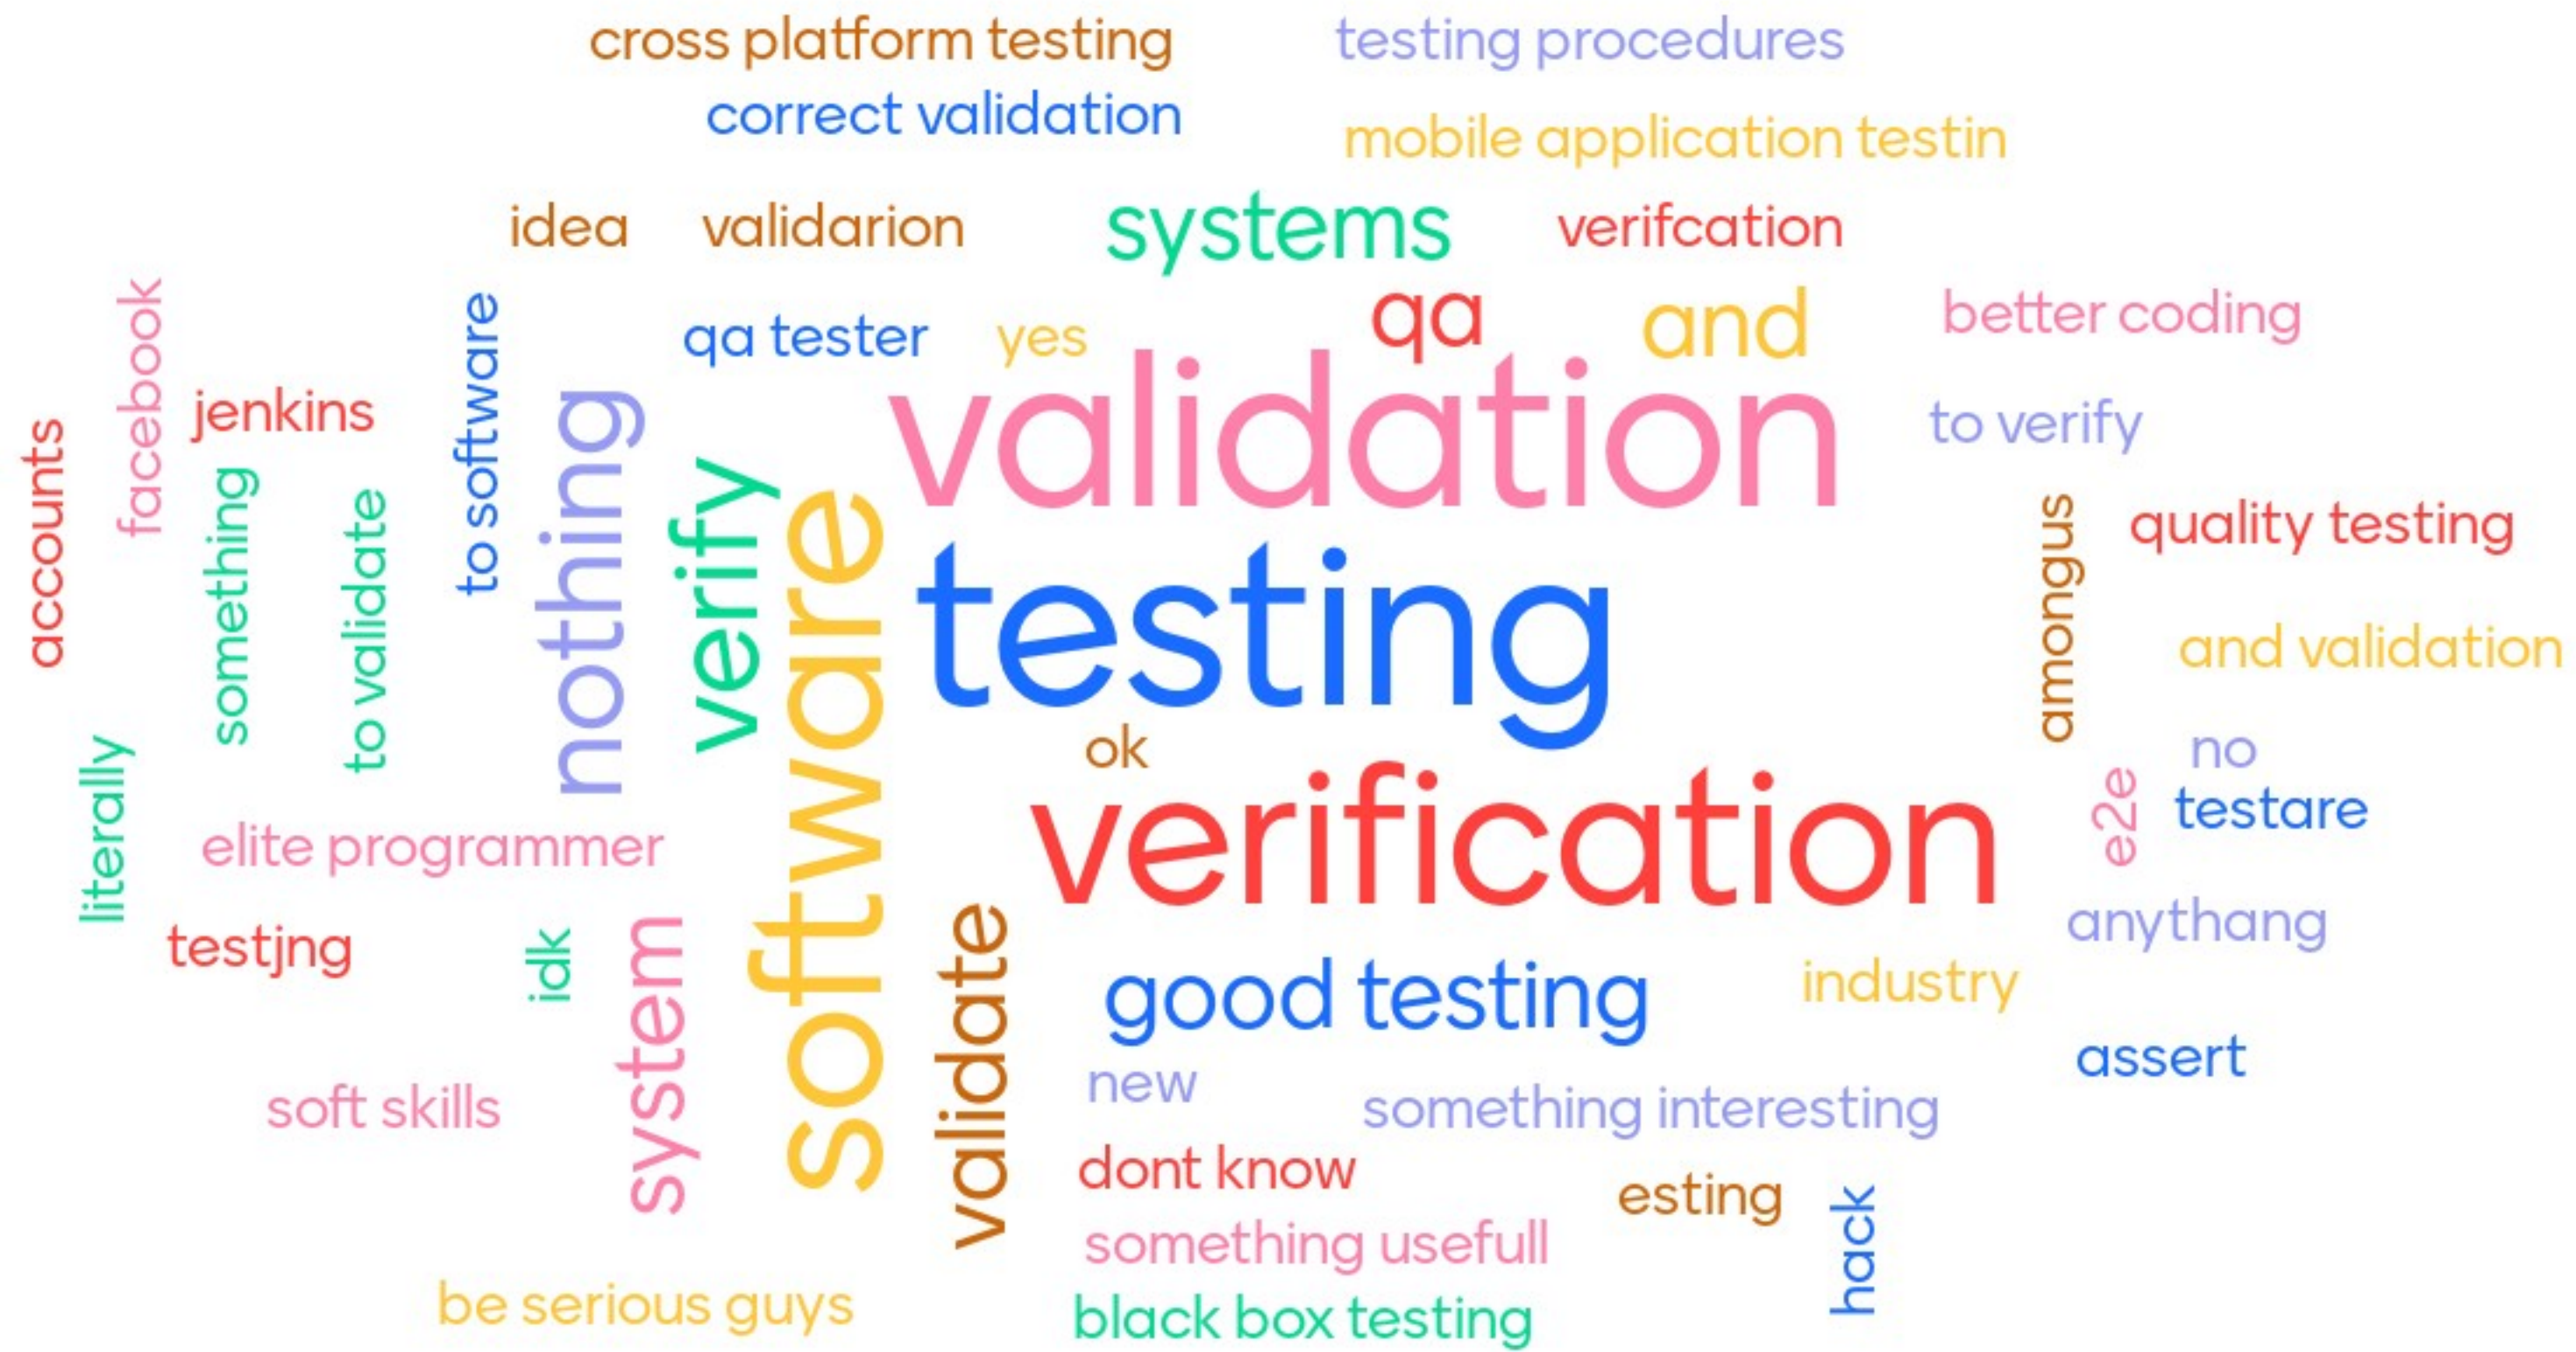 cross platform testing
testing procedures
correct validation
mobile application testin
idea
validarion
systems
verifcation
facebook
to software
qa tester
yes
qa
and
better coding
jenkins
accounts
something
to validate
nothing
verify
software
validation
to verify
testing
amongus
quality testing
and validation
ok
no
literally
elite programmer
verification
e2e
testare
testjng
idk
system
validate
good testing
industry
anythang
assert
soft skills
new
something interesting
dont know
esting
hack
something usefull
be serious guys
black box testing